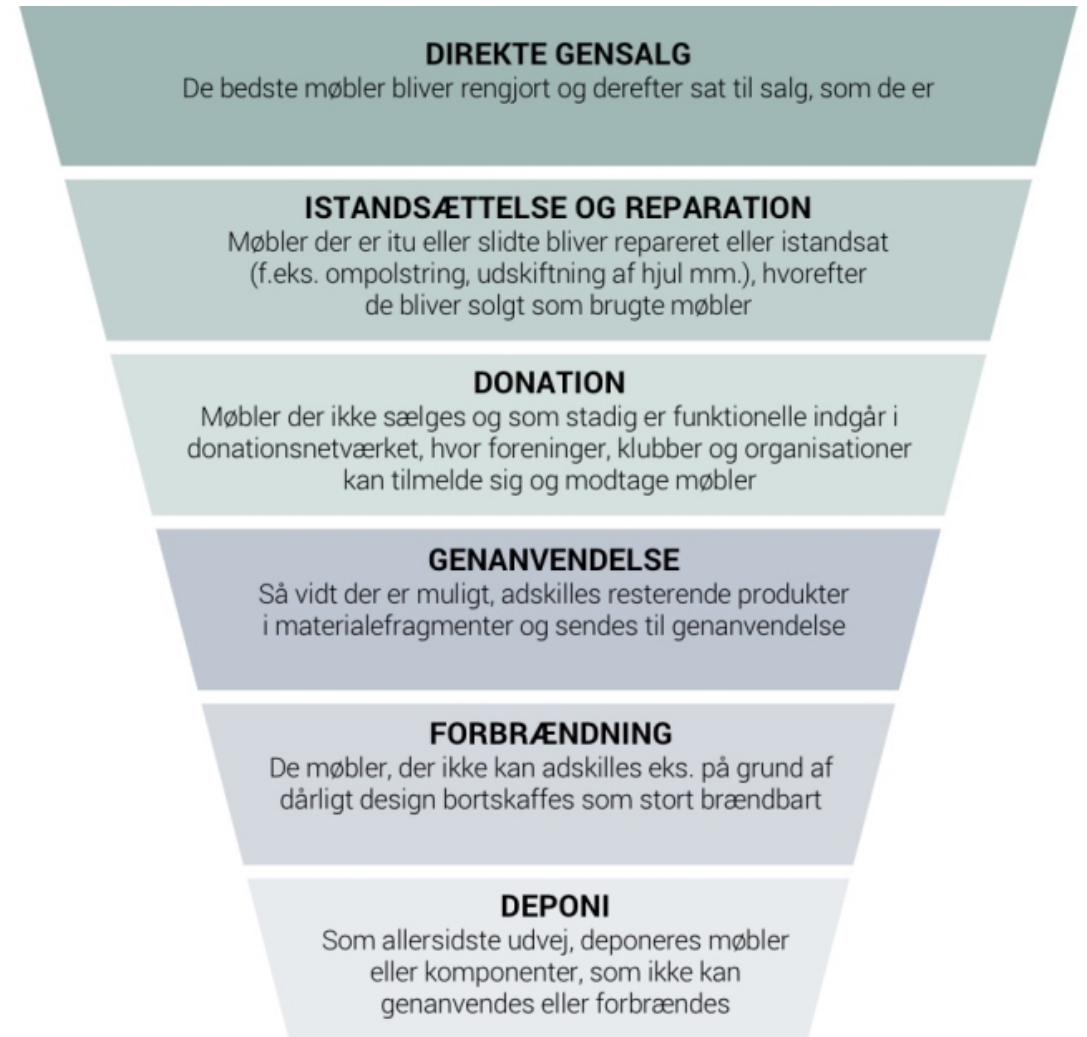 DIREKTE GENSALG
De bedste møbler bliver rengjort og derefter sat til salg, som de er
ISTANDSÆTTELSE OG REPARATION
Møbler der er itu eller slidte bliver repareret eller istandsat
(f.eks. ompolstring, udskiftning af hjul mm.), hvorefter
de bliver solgt som brugte møbler
DONATION
Møbler der ikke sælges og som stadig er funktionelle indgår i
donationsnetværket, hvor foreninger, klubber og organisationer
kan tilmelde sig og modtage møbler
GENANVENDELSE
Så vidt der er muligt, adskilles resterende produkter
i materialefragmenter og sendes til genanvendelse
FORBRÆNDNING
De møbler, der ikke kan adskilles eks. på grund af
dårligt design bortskaffes som stort brændbart
DEPONI
Som allersidste udvej, deponeres møbler
eller komponenter, som ikke kan
genanvendes eller forbrændes